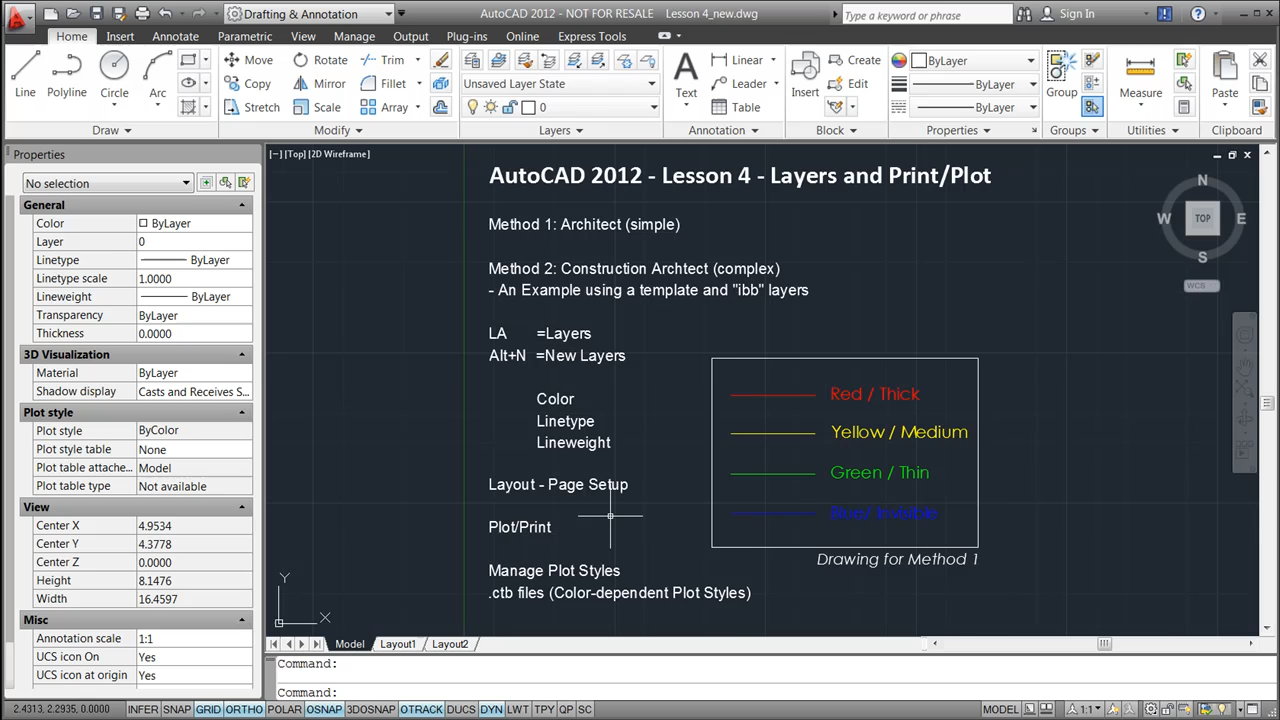 Drafting & Annotation
AutoCAD 2012 - NOT FOR RESALE Lesson 4_new.dwg
Type a keyword or phrase
Sign In
Home Insert Annotate Parametric View Manage Output Plug-ins Online Express Tools
Line Polyline Circle Arc
Move Rotate Trim
Copy Mirror Fillet
Stretch Scale Array
Unsaved Layer State
0
Text
Linear
Leader
Table
Insert
Create
Edit
ByLayer
ByLayer
ByLayer
Group
Measure
Paste
Draw Modify Layers Annotation Block Properties Groups Utilities Clipboard
Properties
No selection
General
Color ByLayer
Layer 0
Linetype ByLayer
Linetype scale 1.0000
Lineweight ByLayer
Transparency ByLayer
Thickness 0.0000
3D Visualization
Material ByLayer
Shadow display Casts and Receives S...
Plot style
Plot style ByColor
Plot style table None
Plot table attache... Model
Plot table type Not available
View
Center X 4.9534
Center Y 4.3778
Center Z 0.0000
Height 8.1476
Width 16.4597
Misc
Annotation scale 1:1
UCS icon On Yes
UCS icon at origin Yes
[−] [Top] [2D Wireframe]
AutoCAD 2012 - Lesson 4 - Layers and Print/Plot
Method 1: Architect (simple)
Method 2: Construction Archtect (complex)
- An Example using a template and "ibb" layers
LA =Layers
Alt+N =New Layers
Color
Linetype
Lineweight
Layout - Page Setup
Plot/Print
Manage Plot Styles
.ctb files (Color-dependent Plot Styles)
Red / Thick
Yellow / Medium
Green / Thin
Blue/ Invisible
Drawing for Method 1
N
W TOP E
S
WCS
Y
X
Model Layout1 Layout2
Command:
Command:
2.4313, 2.2935, 0.0000 INFER SNAP GRID ORTHO POLAR OSNAP 3DOSNAP OTRACK DUCS DYN LWT TPY QP SC MODEL 1:1